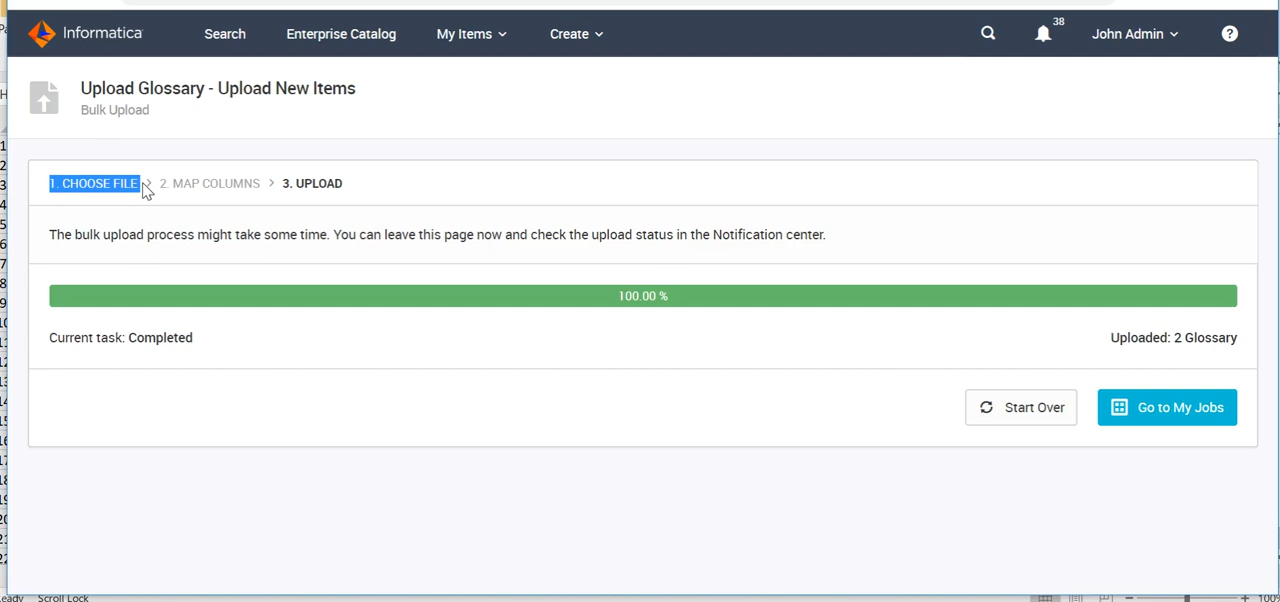 Informatica Search Enterprise Catalog My Items Create 38 John Admin ?
Upload Glossary - Upload New Items
Bulk Upload
1. CHOOSE FILE > 2. MAP COLUMNS > 3. UPLOAD
The bulk upload process might take some time. You can leave this page now and check the upload status in the Notification center.
100.00 %
Current task: Completed Uploaded: 2 Glossary
Start Over Go to My Jobs
Scroll Lock